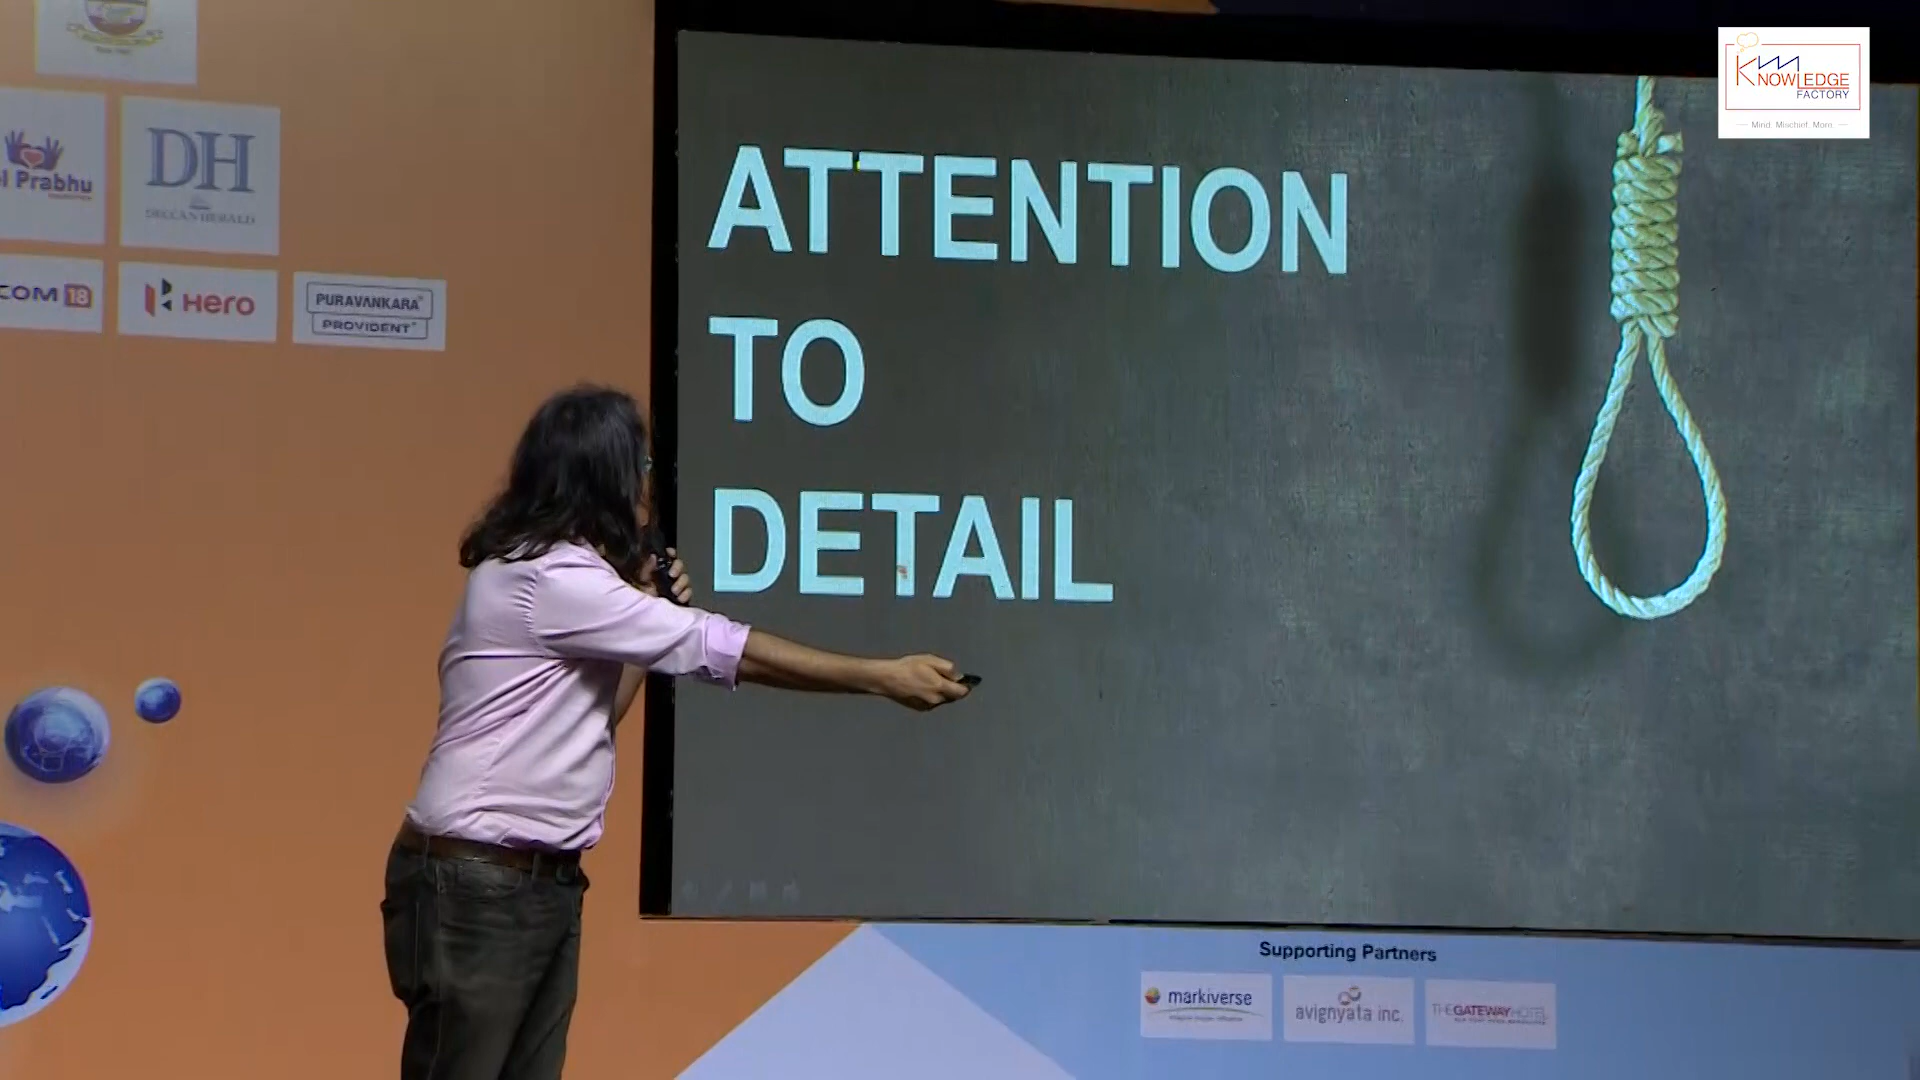 KNOWLEDGE
FACTORY
Mind. Mischief. More.
ATTENTION
TO
DETAIL
l Prabhu
DH
DECCAN HERALD
COM 18
Hero
PURAVANKARA
PROVIDENT
Supporting Partners
markiverse
avignyata inc.
THE GATEWAY HOTEL